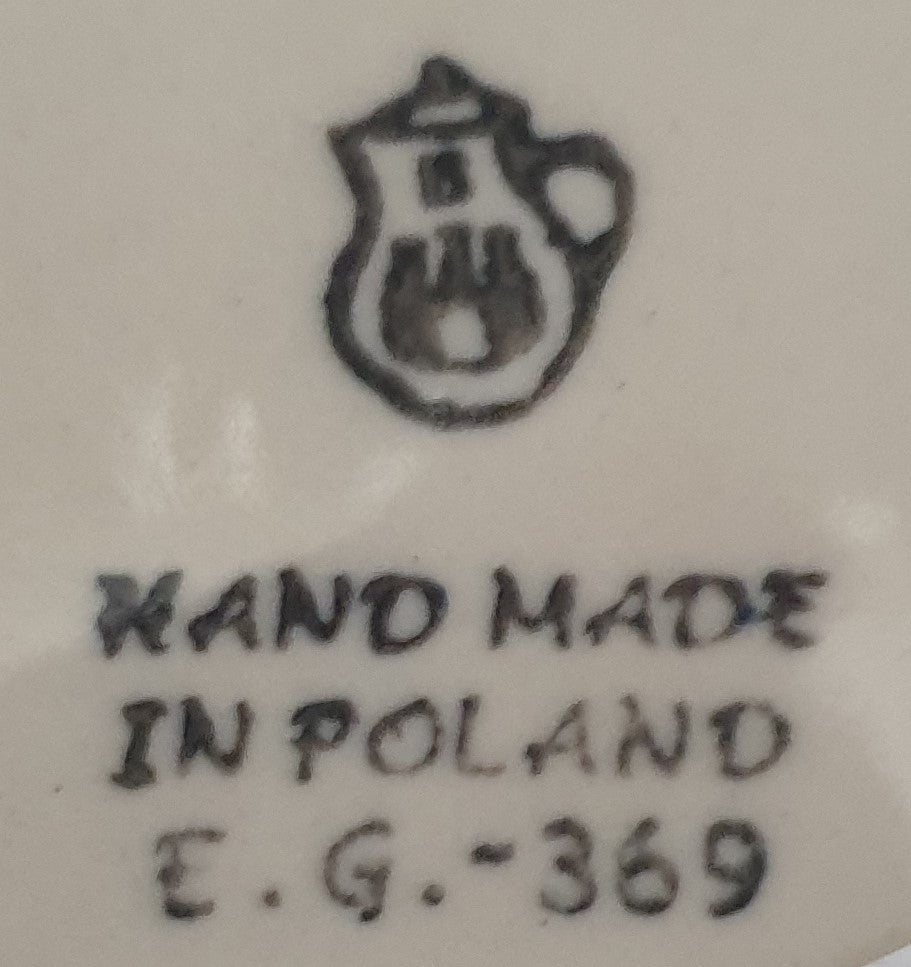 B
HAND MADE
IN POLAND
E.G.-369